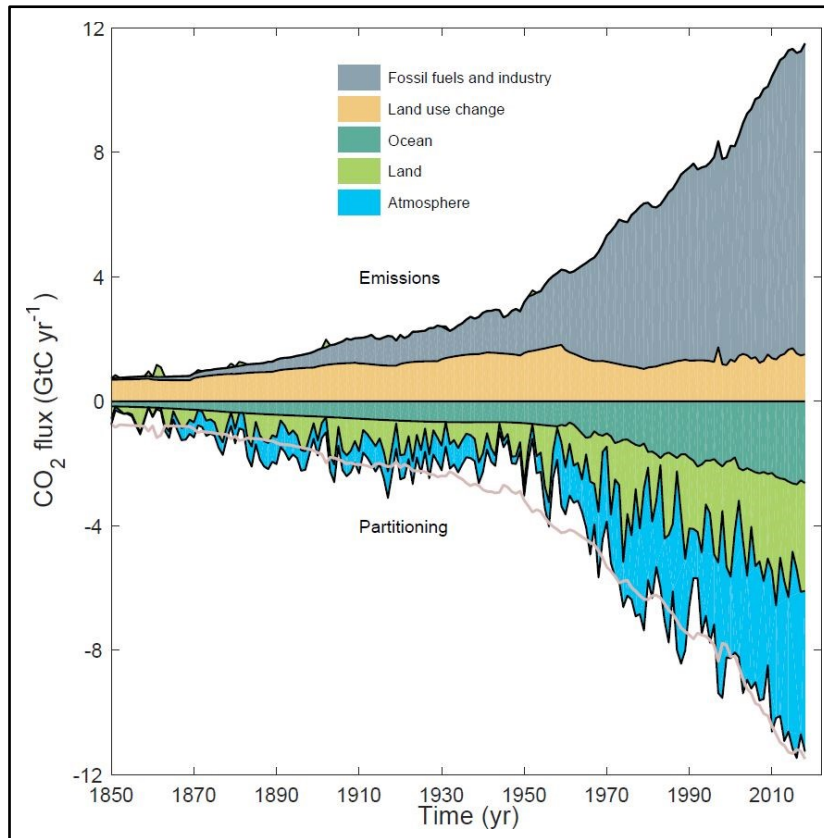 12
8
4
0
-4
-8
-12
CO2 flux (GtC yr-1)
Fossil fuels and industry
Land use change
Ocean
Land
Atmosphere
Emissions
Partitioning
1850 1870 1890 1910 1930 1950 1970 1990 2010
Time (yr)